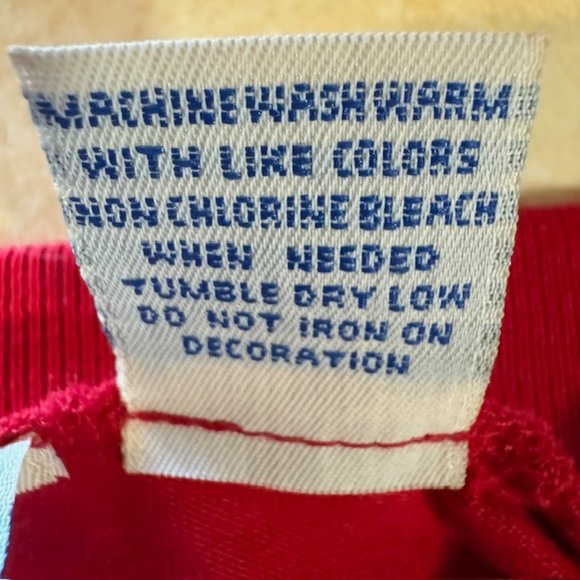 MACHINE WASH WARM
WITH LIKE COLORS
NON CHLORINE BLEACH
WHEN NEEDED
TUMBLE DRY LOW
DO NOT IRON ON
DECORATION